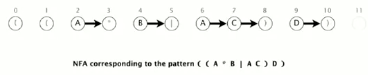 0 1 2 3 4 5 6 7 8 9 10 11
( ( A * B | A C ) D )
NFA corresponding to the pattern ( ( A * B | A C ) D )